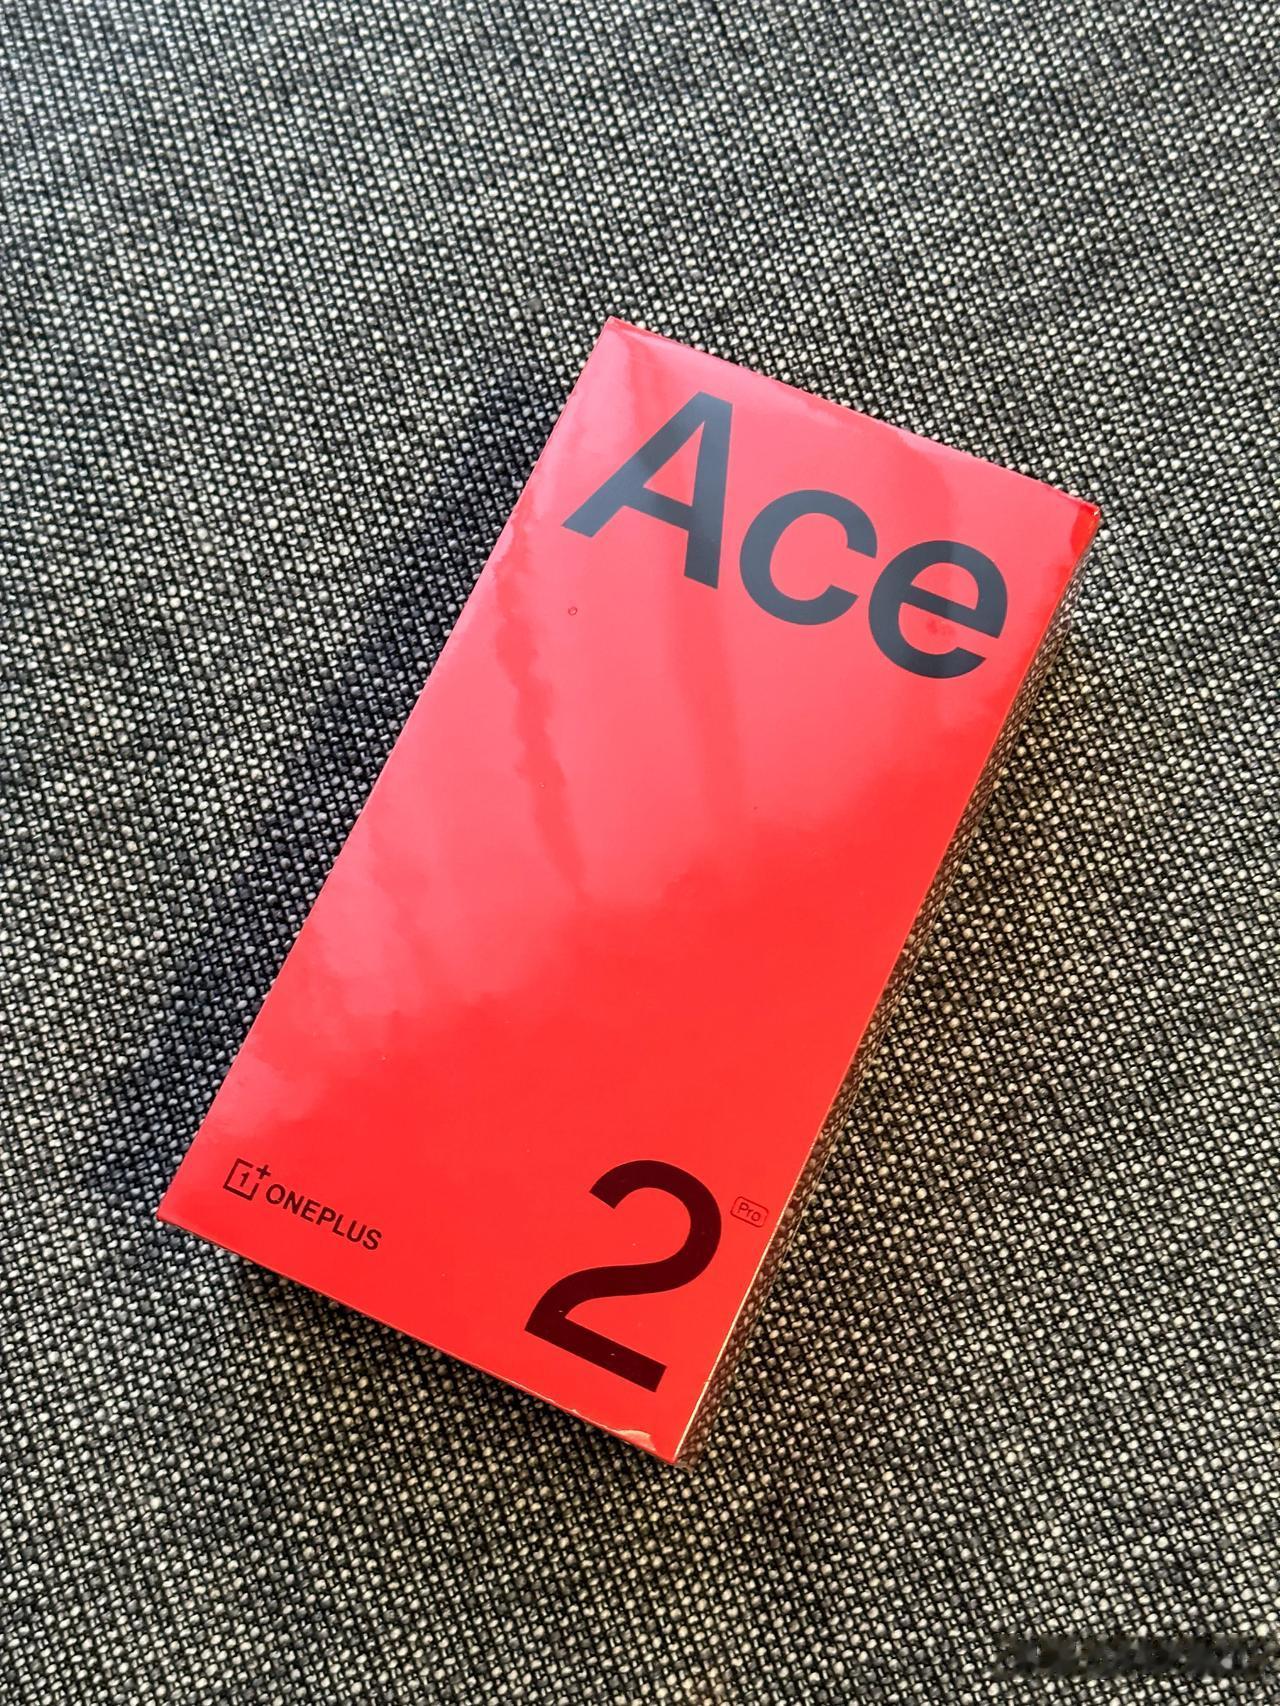 Ace
2 Pro
1+ ONEPLUS